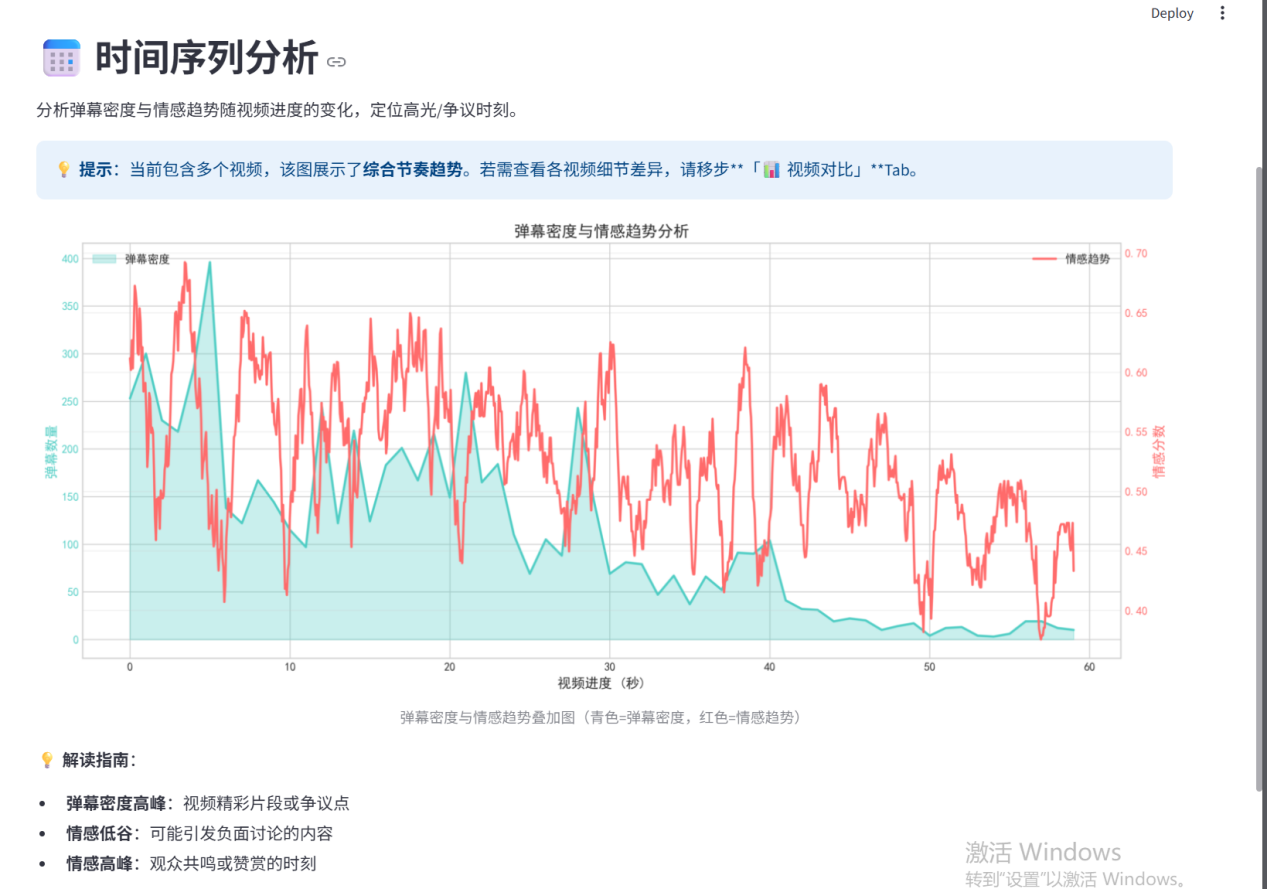 Deploy
时间序列分析
分析弹幕密度与情感趋势随视频进度的变化，定位高光/争议时刻。
💡 提示：当前包含多个视频，该图展示了综合节奏趋势。若需查看各视频细节差异，请移步**「📊 视频对比」**Tab。
弹幕密度与情感趋势分析
弹幕密度
情感趋势
400
350
300
250
200
150
100
50
0
弹幕数量
0.70
0.65
0.60
0.55
0.50
0.45
0.40
情感分数
0 10 20 30 40 50 60
视频进度（秒）
弹幕密度与情感趋势叠加图（青色=弹幕密度，红色=情感趋势）
💡 解读指南：
• 弹幕密度高峰：视频精彩片段或争议点
• 情感低谷：可能引发负面讨论的内容
• 情感高峰：观众共鸣或赞赏的时刻
激活 Windows
转到“设置”以激活 Windows。